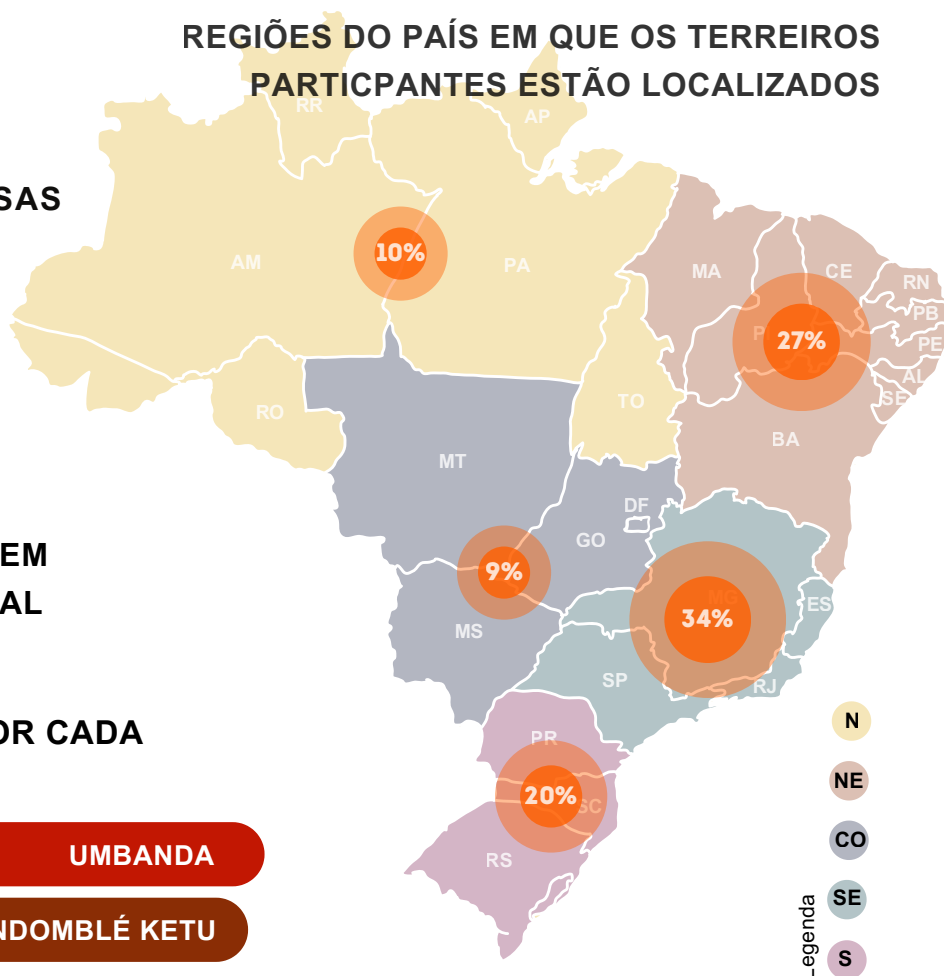 REGIÕES DO PAÍS EM QUE OS TERREIROS
PARTICPANTES ESTÃO LOCALIZADOS
RR
AP
SAS
10%
AM
PA
MA
CE
RN
PB
27%
PE
AL
SE
TO
RO
BA
MT
DF
GO
EM
AL
9%
MS
MG
34%
ES
SP
RJ
OR CADA
PR
20%
SC
RS
UMBANDA
NDOMBLÉ KETU
N
NE
CO
SE
S
Legenda